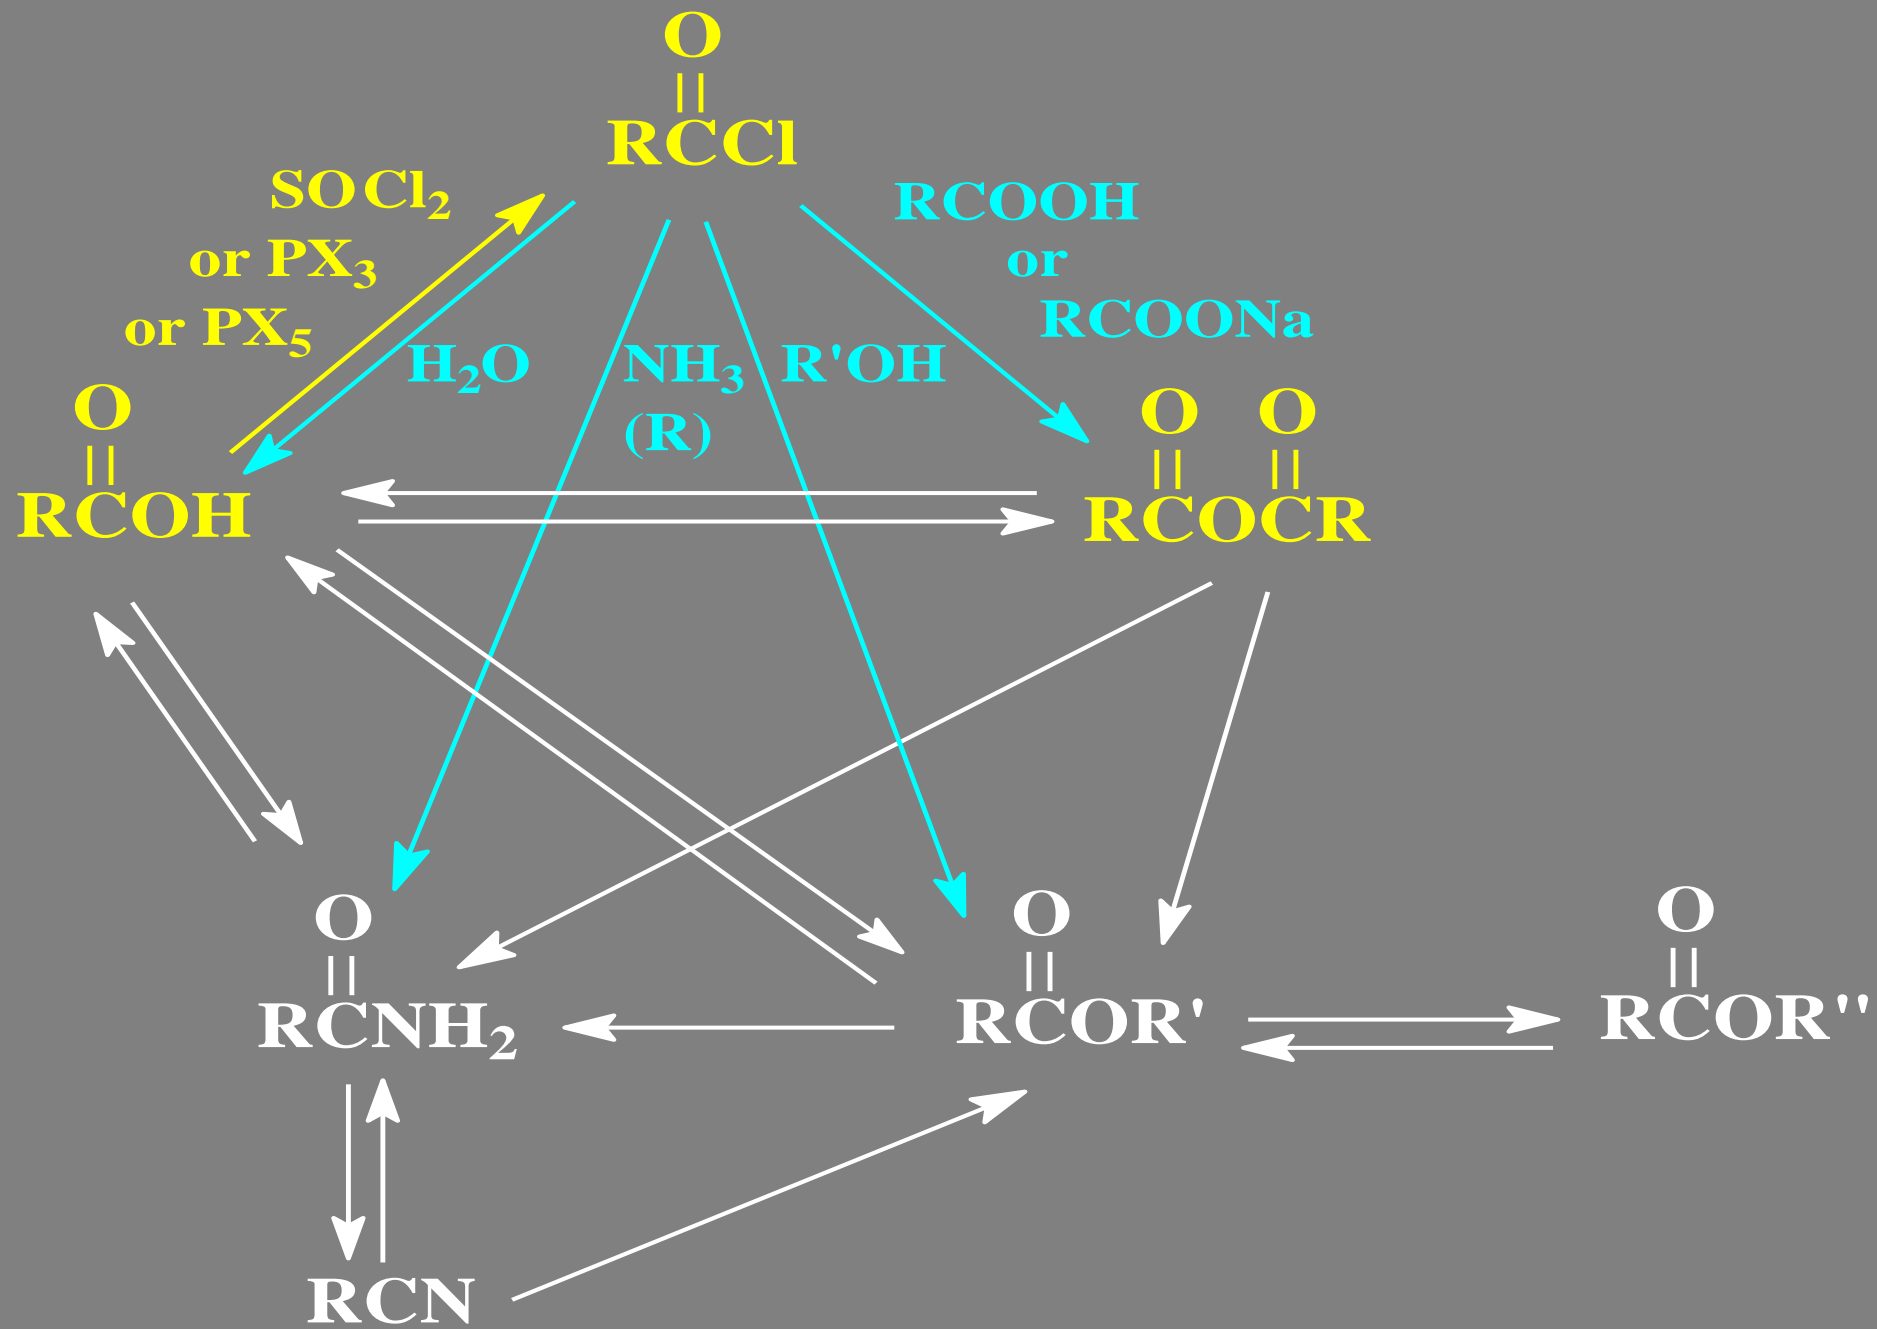 O
RCCl
SOCl2
or PX3
or PX5
RCOOH
or
RCOONa
H2O
NH3
(R)
R'OH
O
RCOH
O O
RCOCR
O
RCNH2
O
RCOR'
O
RCOR"
RCN